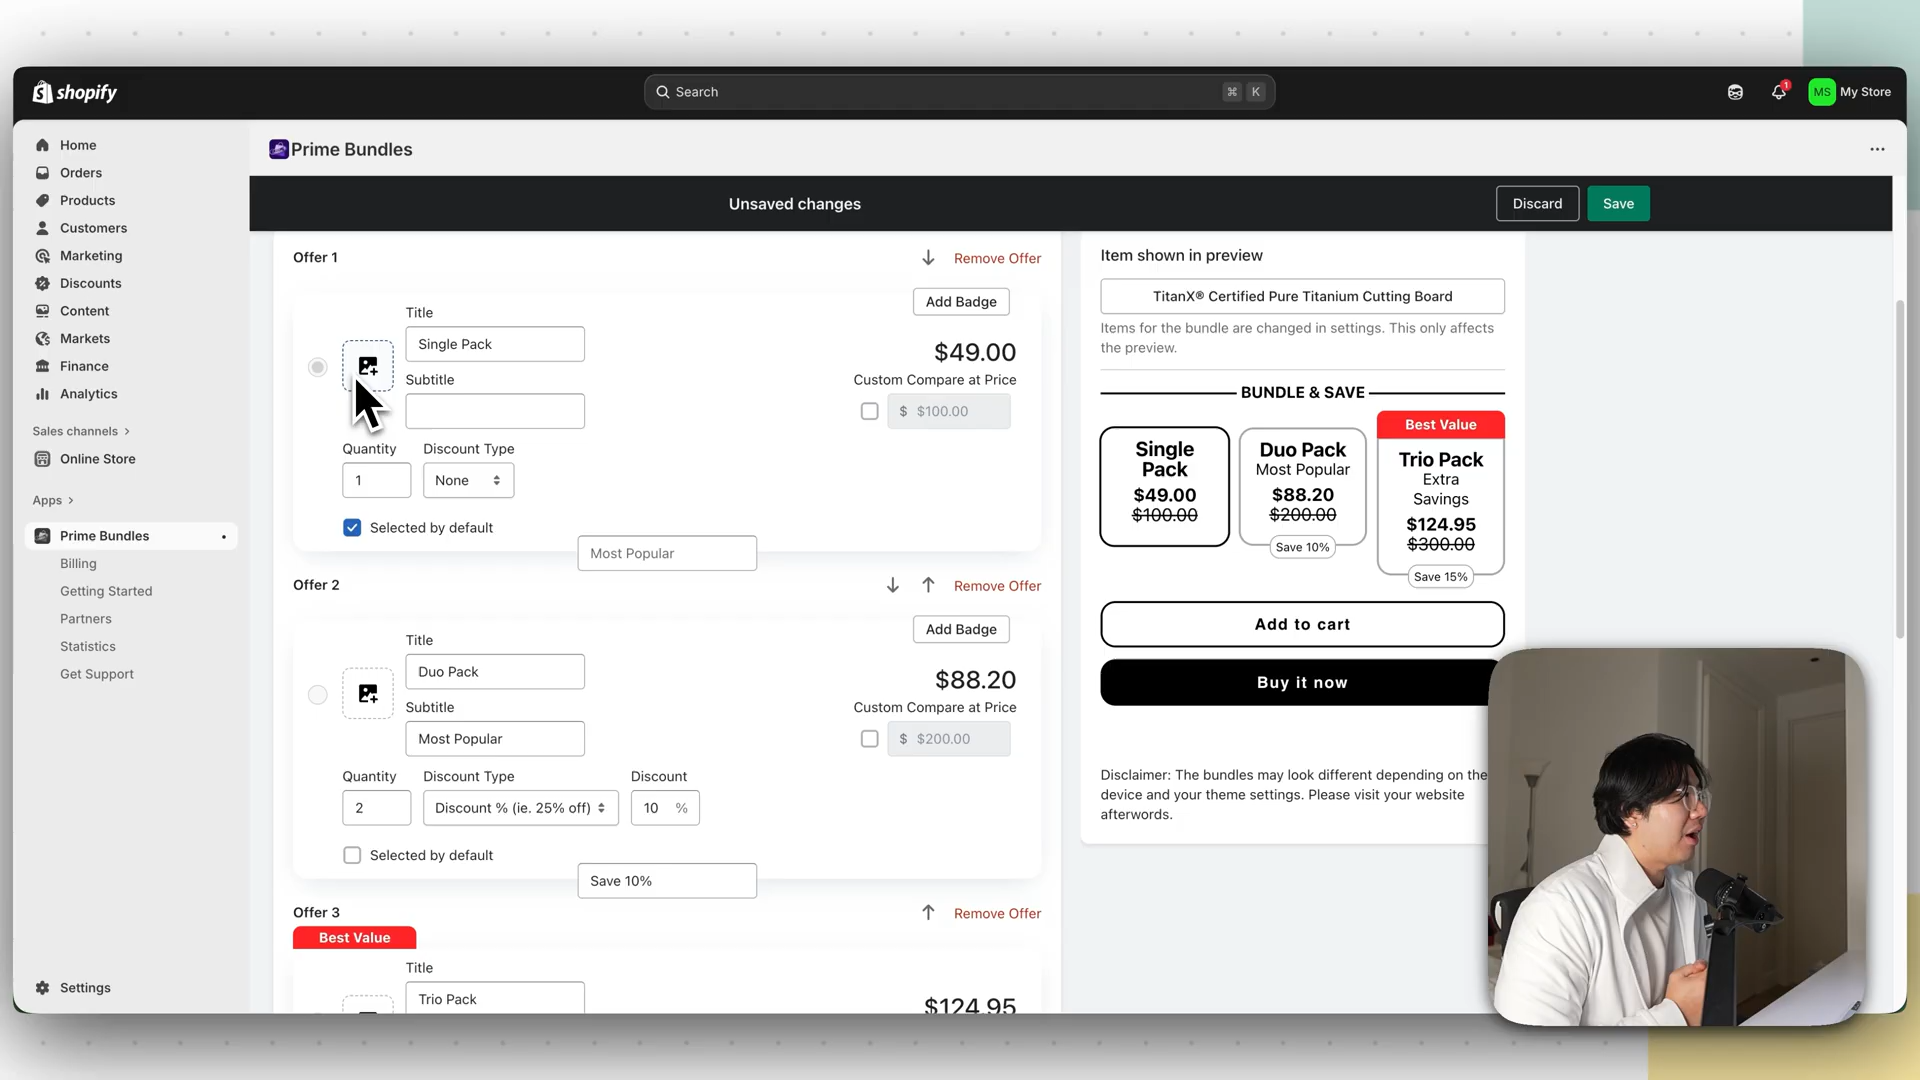 shopify
Search
⌘ K
1
MS My Store
Home
Orders
Products
Customers
Marketing
Discounts
Content
Markets
Finance
Analytics
Sales channels
Online Store
Apps
Prime Bundles
Billing
Getting Started
Partners
Statistics
Get Support
Settings
Prime Bundles
Unsaved changes
Discard
Save
Offer 1
Remove Offer
Add Badge
Title
Single Pack
$49.00
Subtitle
Custom Compare at Price
$ $100.00
Quantity
Discount Type
1
None
Selected by default
Most Popular
Offer 2
Remove Offer
Add Badge
Title
Duo Pack
$88.20
Subtitle
Custom Compare at Price
Most Popular
$ $200.00
Quantity
Discount Type
Discount
2
Discount % (ie. 25% off)
10 %
Selected by default
Save 10%
Offer 3
Remove Offer
Best Value
Title
Trio Pack
$124.95
Item shown in preview
TitanX® Certified Pure Titanium Cutting Board
Items for the bundle are changed in settings. This only affects
the preview.
BUNDLE & SAVE
Single
Pack
$49.00
$100.00
Duo Pack
Most Popular
$88.20
$200.00
Save 10%
Best Value
Trio Pack
Extra
Savings
$124.95
$300.00
Save 15%
Add to cart
Buy it now
Disclaimer: The bundles may look different depending on the
device and your theme settings. Please visit your website
afterwords.